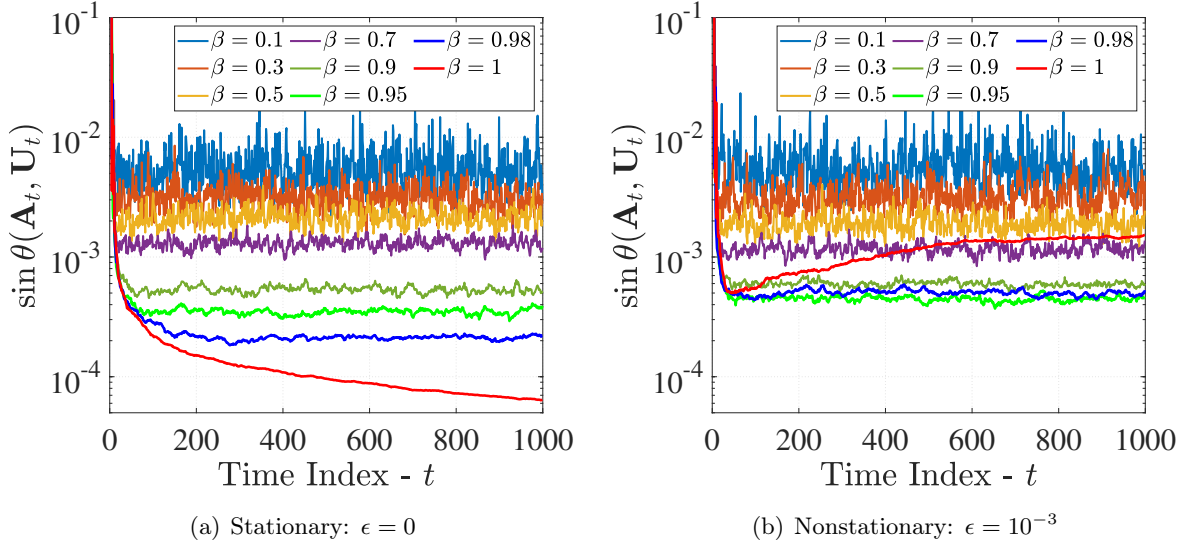 10^{-1}
10^{-2}
10^{-3}
10^{-4}
sin θ(A_t, U_t)
β = 0.1 β = 0.7 β = 0.98
β = 0.3 β = 0.9 β = 1
β = 0.5 β = 0.95
0 200 400 600 800 1000
Time Index - t
(a) Stationary: ϵ = 0
10^{-1}
10^{-2}
10^{-3}
10^{-4}
sin θ(A_t, U_t)
β = 0.1 β = 0.7 β = 0.98
β = 0.3 β = 0.9 β = 1
β = 0.5 β = 0.95
0 200 400 600 800 1000
Time Index - t
(b) Nonstationary: ϵ = 10^{-3}